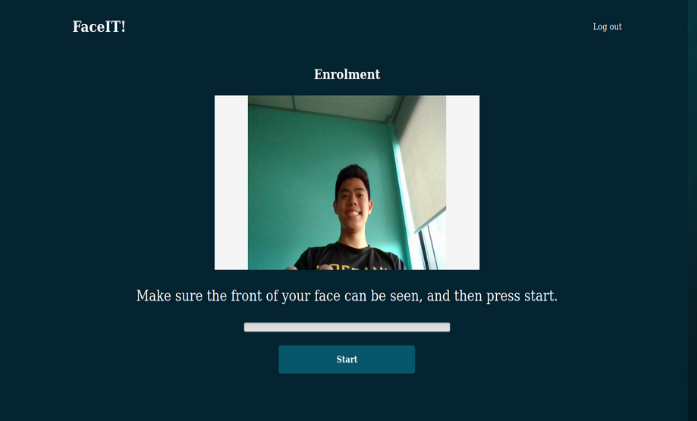 FaceIT!
Log out
Enrolment
Make sure the front of your face can be seen, and then press start.
Start